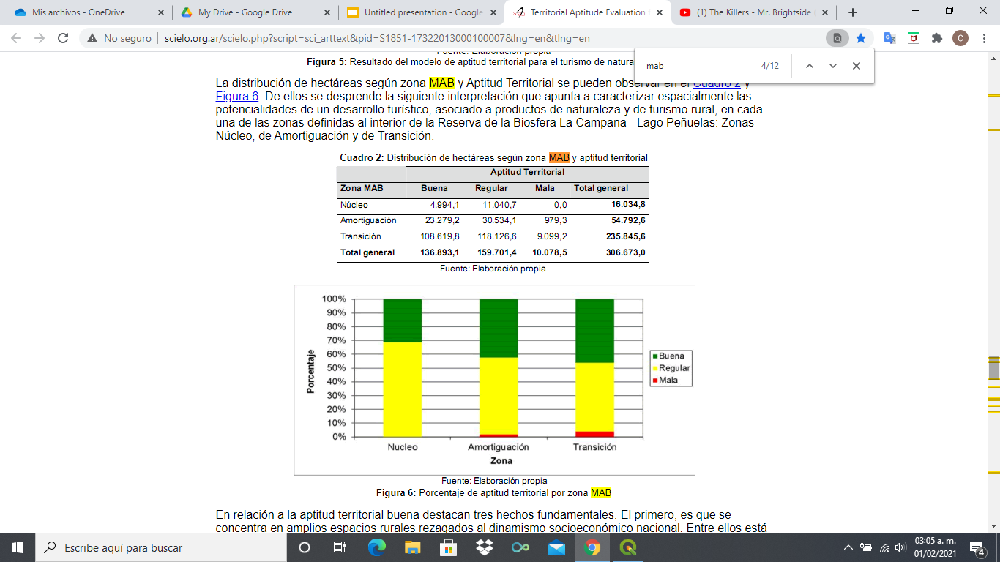 Mis archivos - OneDrive
My Drive - Google Drive
Untitled presentation - Google
Territorial Aptitude Evaluation
(1) The Killers - Mr. Brightside
No seguro
scielo.org.ar/scielo.php?script=sci_arttext&pid=S1851-17322013000100007&lng=en&tlng=en
C
mab
4/12
Fuente: Elaboración propia
Figura 5: Resultado del modelo de aptitud territorial para el turismo de
La distribución de hectáreas según zona MAB y Aptitud Territorial se pueden observar en el Cuadro 2 y
Figura 6. De ellos se desprende la siguiente interpretación que apunta a caracterizar espacialmente las
potencialidades de un desarrollo turístico, asociado a productos de naturaleza y de turismo rural, en cada
una de las zonas definidas al interior de la Reserva de la Biosfera La Campana - Lago Peñuelas: Zonas
Núcleo, de Amortiguación y de Transición.
Cuadro 2: Distribución de hectáreas según zona MAB y aptitud territorial
Aptitud Territorial
Zona MAB Buena Regular Mala Total general
Núcleo 4.994,1 11.040,7 0,0 16.034,8
Amortiguación 23.279,2 30.534,1 979,3 54.792,6
Transición 108.619,8 118.126,6 9.099,2 235.845,6
Total general 136.893,1 159.701,4 10.078,5 306.673,0
Fuente: Elaboración propia
100%
90%
80%
70%
60%
50%
40%
30%
20%
10%
0%
Porcentaje
Nucleo Amortiguación Transición
Zona
Buena
Regular
Mala
Fuente: Elaboración propia
Figura 6: Porcentaje de aptitud territorial por zona MAB
En relación a la aptitud territorial buena destacan tres hechos fundamentales. El primero, es que se
concentra en amplios espacios rurales rezagados al dinamismo socioeconómico nacional. Entre ellos está
Escribe aquí para buscar
03:05 a. m.
01/02/2021
4